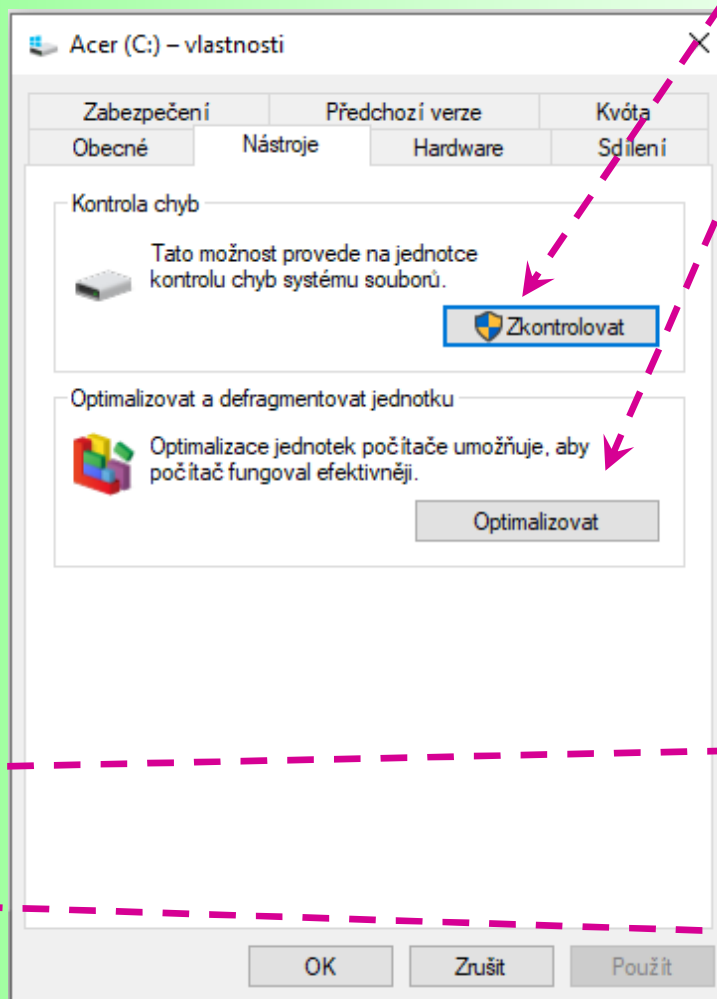 Acer (C:) – vlastnosti
Zabezpečení Předchozí verze Kvóta
Obecné Nástroje Hardware Sdílení
Kontrola chyb
Tato možnost provede na jednotce
kontrolu chyb systému souborů.
Zkontrolovat
Optimalizovat a defragmentovat jednotku
Optimalizace jednotek počítače umožňuje, aby
počítač fungoval efektivněji.
Optimalizovat
OK Zrušit Použít